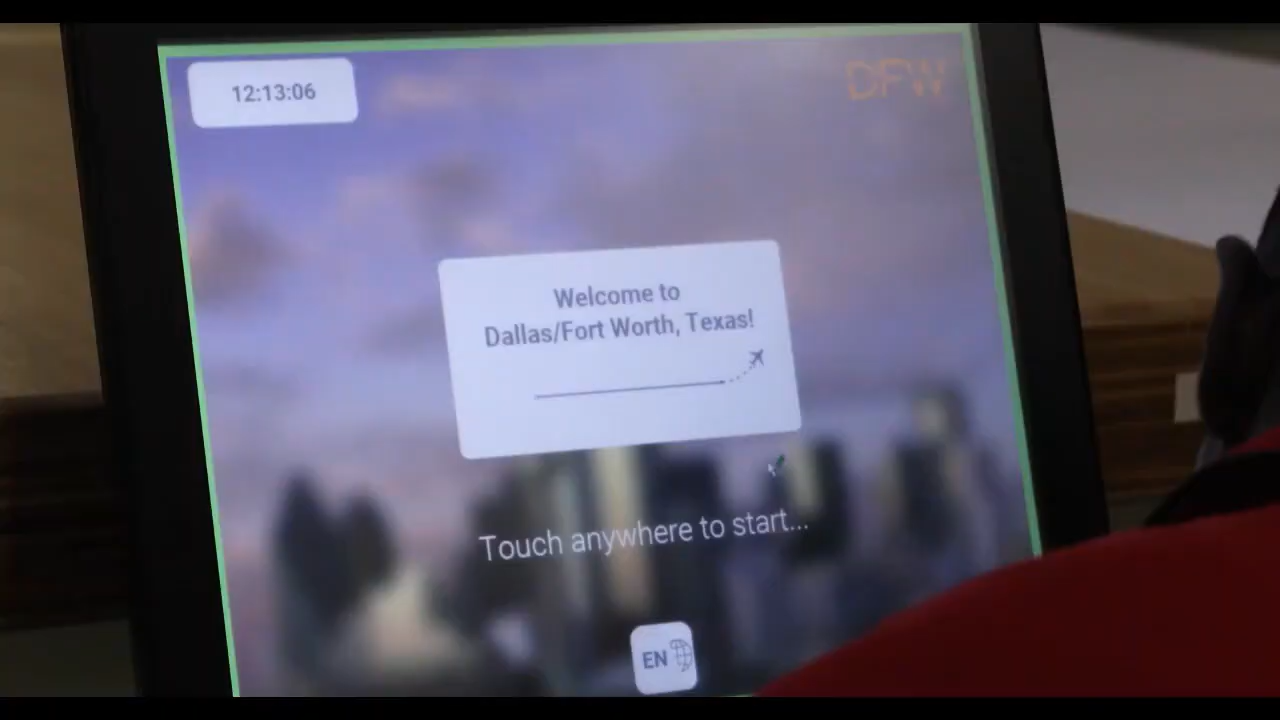 12:13:06
DFW
Welcome to
Dallas/Fort Worth, Texas!
Touch anywhere to start...
EN